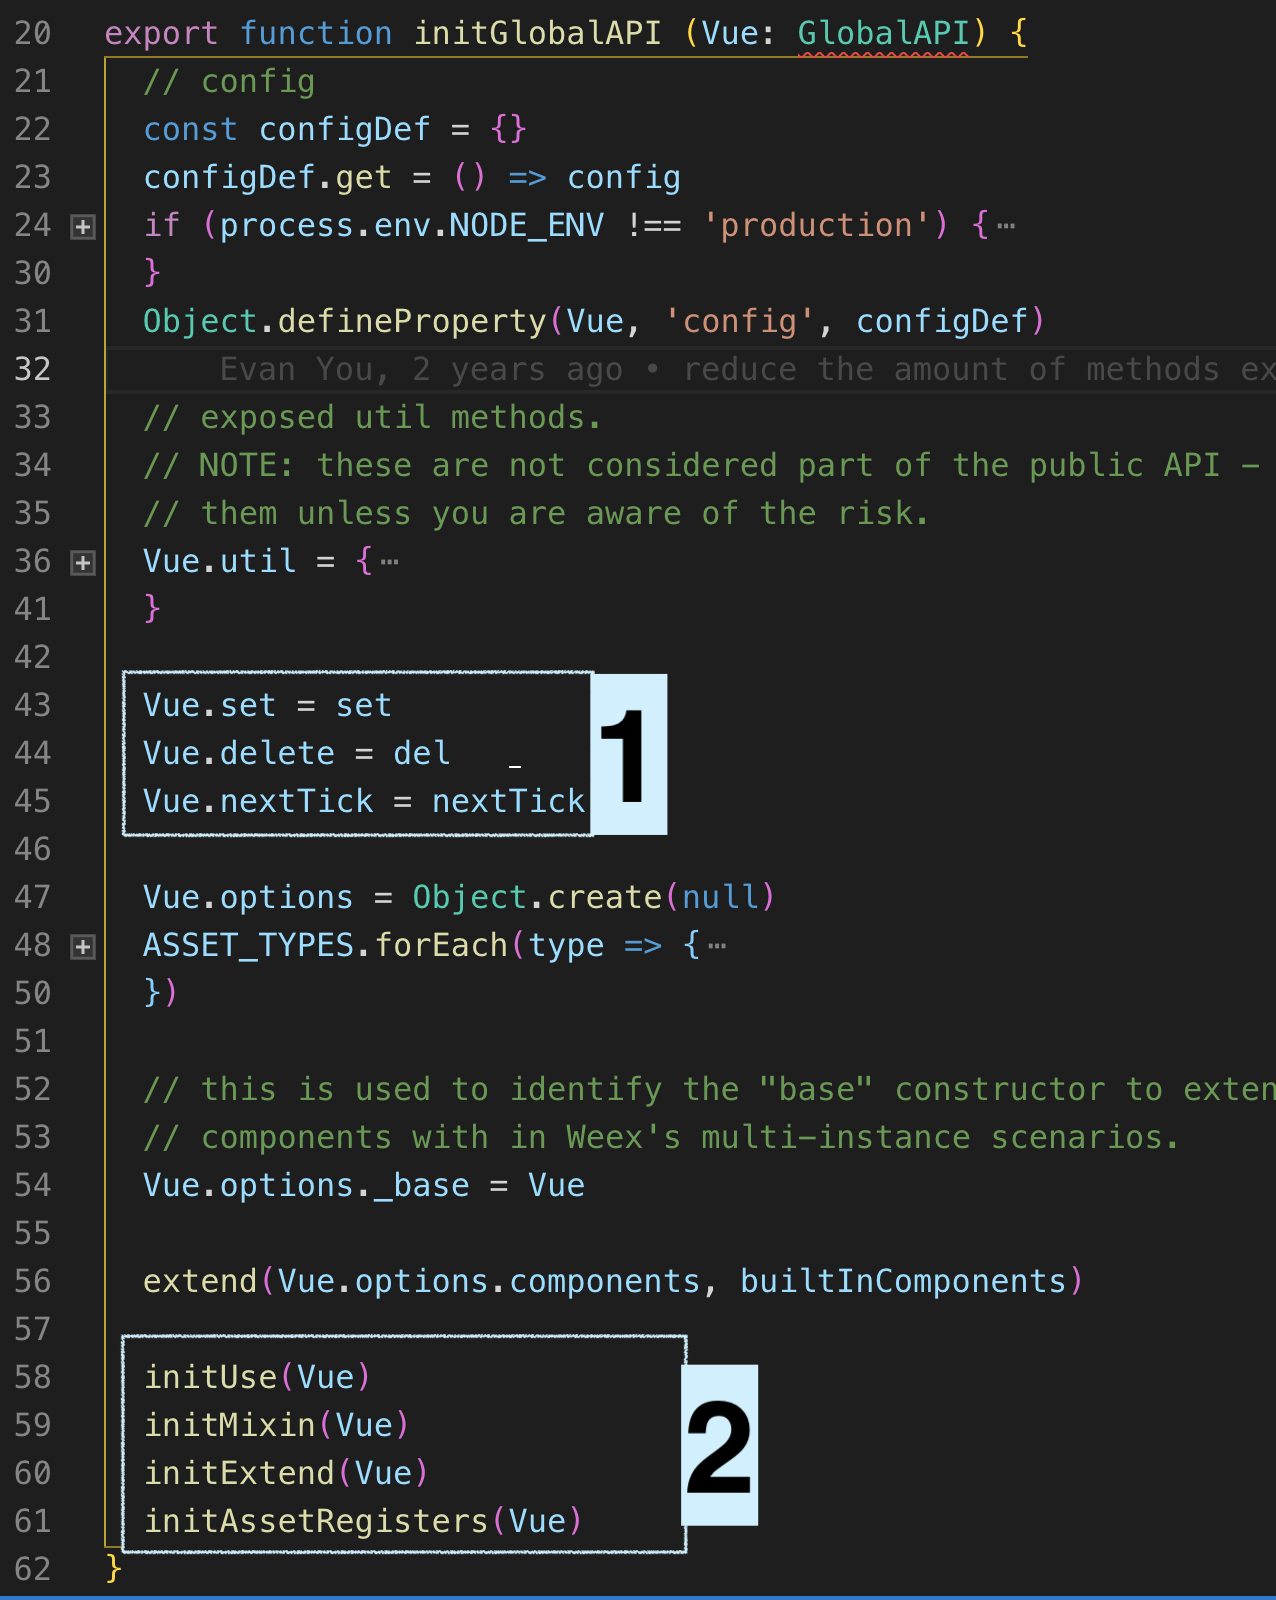 20 export function initGlobalAPI (Vue: GlobalAPI) {
21 // config
22 const configDef = {}
23 configDef.get = () => config
24 if (process.env.NODE_ENV !== 'production') { ⋯
30 }
31 Object.defineProperty(Vue, 'config', configDef)
32 Evan You, 2 years ago • reduce the amount of methods ex
33 // exposed util methods.
34 // NOTE: these are not considered part of the public API -
35 // them unless you are aware of the risk.
36 Vue.util = { ⋯
41 }
42
43 Vue.set = set
44 Vue.delete = del _
45 Vue.nextTick = nextTick
1
46
47 Vue.options = Object.create(null)
48 ASSET_TYPES.forEach(type => { ⋯
50 })
51
52 // this is used to identify the "base" constructor to exten
53 // components with in Weex's multi-instance scenarios.
54 Vue.options._base = Vue
55
56 extend(Vue.options.components, builtInComponents)
57
58 initUse(Vue)
59 initMixin(Vue)
60 initExtend(Vue)
61 initAssetRegisters(Vue)
2
62 }